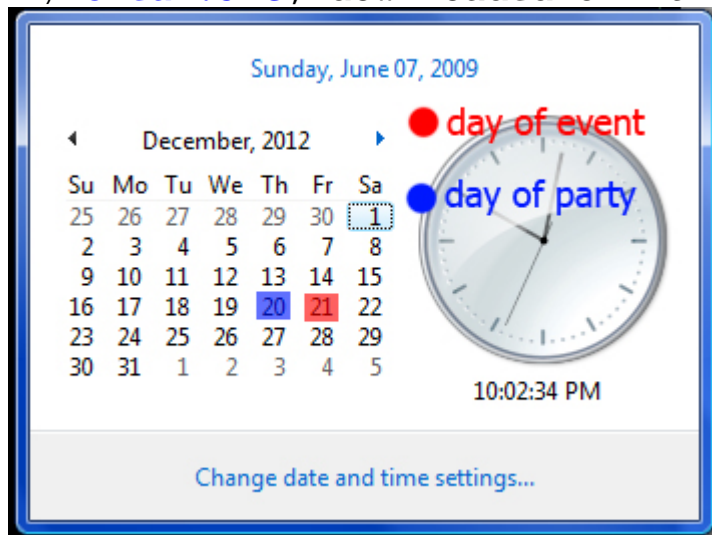 Sunday, June 07, 2009
December, 2012
day of event
Su Mo Tu We Th Fr Sa
day of party
25 26 27 28 29 30 1
2 3 4 5 6 7 8
9 10 11 12 13 14 15
16 17 18 19 20 21 22
23 24 25 26 27 28 29
30 31 1 2 3 4 5
10:02:34 PM
Change date and time settings...